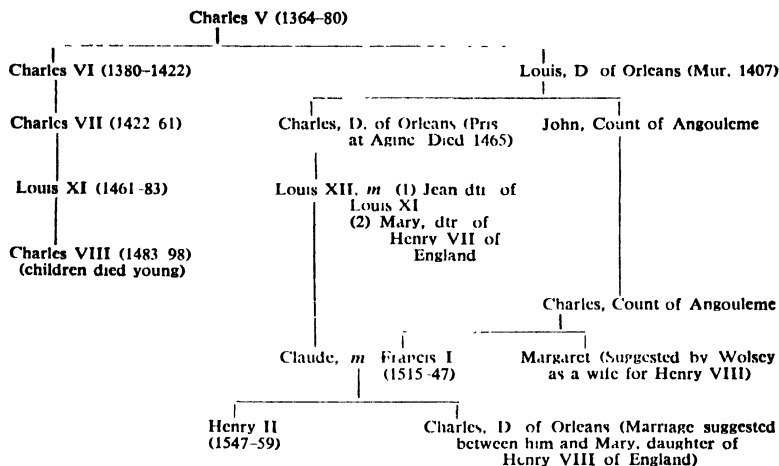 Charles V (1364–80)
Charles VI (1380–1422)
Louis, D of Orleans (Mur. 1407)
Charles VII (1422 61)
Charles, D. of Orleans (Pris
at Aginc Died 1465)
John, Count of Angouleme
Louis XI (1461-83)
Louis XII, m (1) Jean dtr of
Louis XI
(2) Mary, dtr of
Henry VII of
England
Charles VIII (1483 98)
(children died young)
Charles, Count of Angouleme
Claude, m Francis I
(1515-47)
Margaret (Suggested by Wolsey
as a wife for Henry VIII)
Henry II
(1547-59)
Charles, D of Orleans (Marriage suggested
between him and Mary, daughter of
Henry VIII of England)